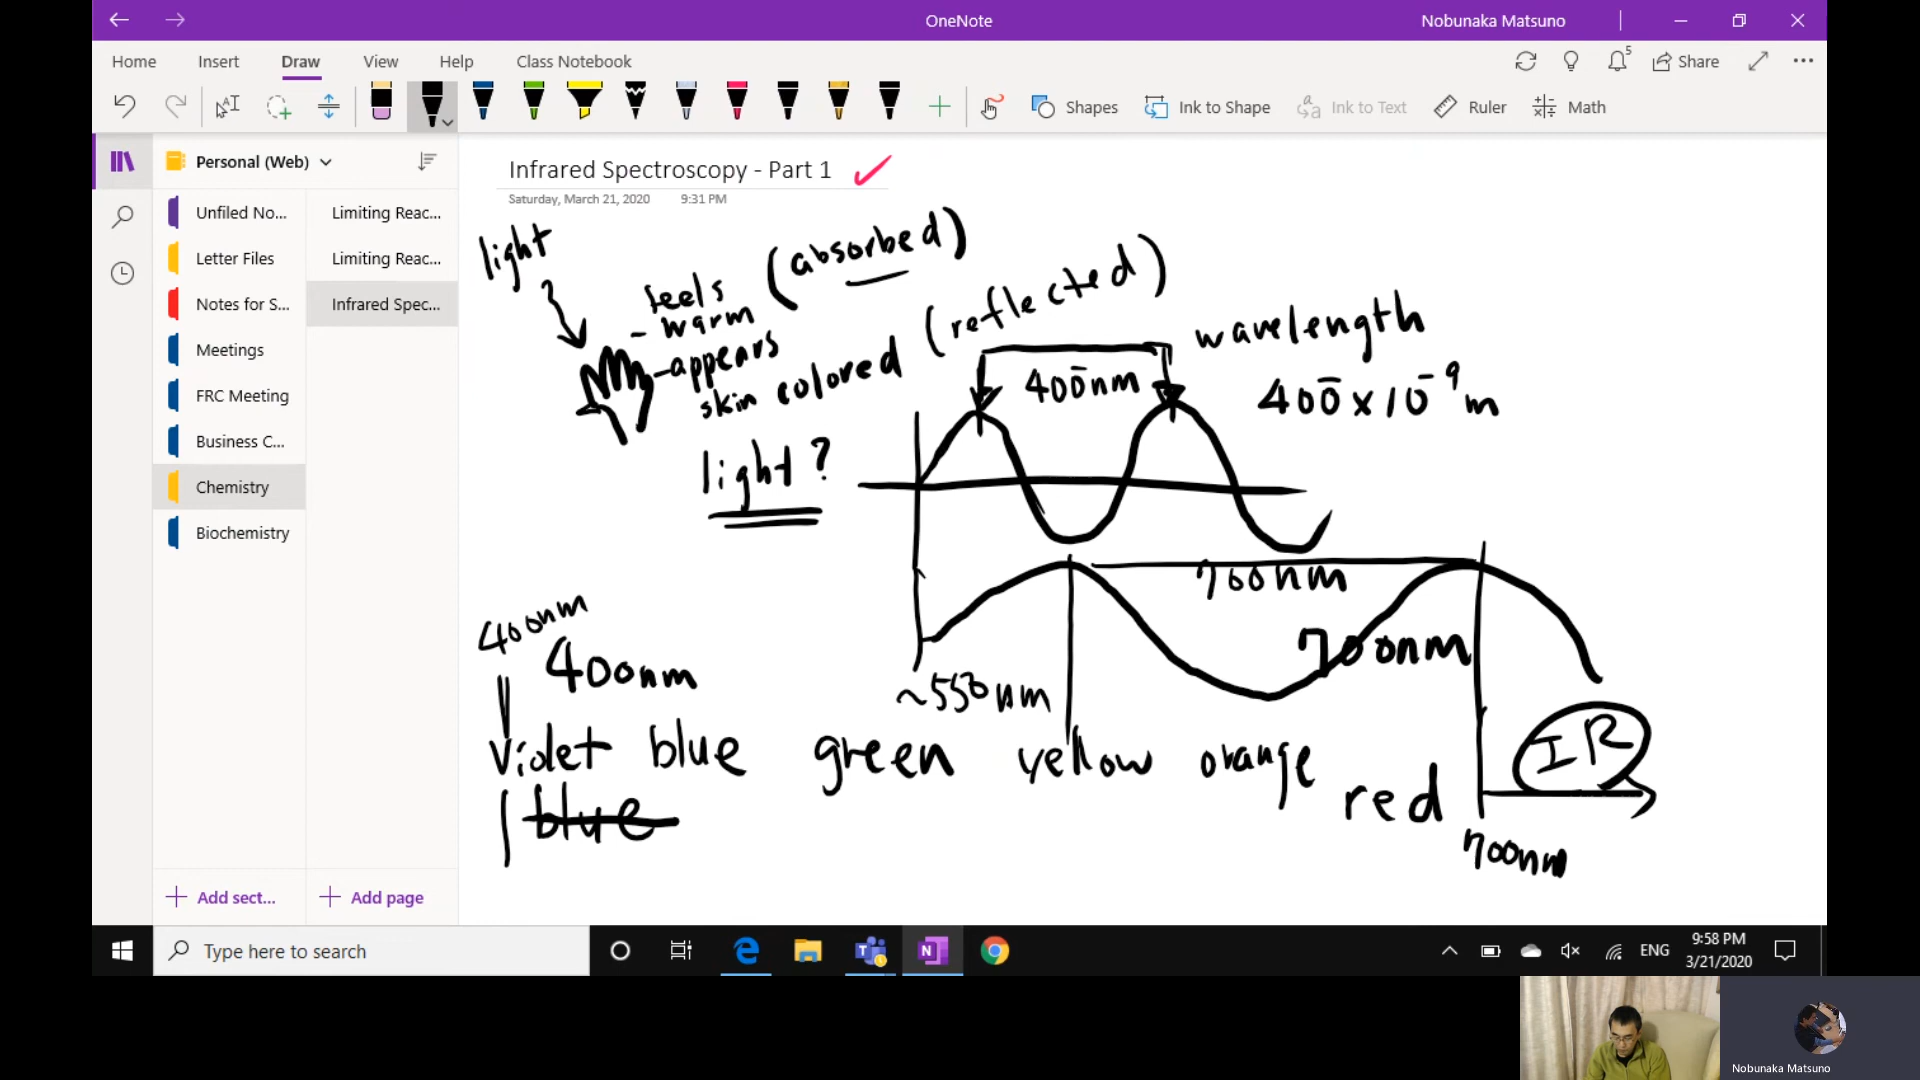 OneNote
Nobunaka Matsuno
Home Insert Draw View Help Class Notebook
5
Share
Shapes
Ink to Shape
Ink to Text
Ruler
Math
Personal (Web)
Infrared Spectroscopy - Part 1
Saturday, March 21, 2020 9:31 PM
Unfiled No...
Letter Files
Notes for S...
Meetings
FRC Meeting
Business C...
Chemistry
Biochemistry
Limiting Reac...
Limiting Reac...
Infrared Spec...
light
- feels warm (absorbed)
- appears
skin colored (reflected)
light?
400nm
wavelength
400 x 10⁻⁹ m
700nm
700nm
400nm
400nm
~550nm
violet blue green yellow orange red
IR
blue
700nm
Add sect...
Add page
Type here to search
ENG
9:58 PM
3/21/2020
Nobunaka Matsuno